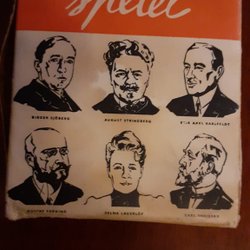 spelet
BIRGER SJÖBERG AUGUST STRINDBERG ERIK AXEL KARLFELDT
GUSTAF FRÖDING SELMA LAGERLÖF CARL SNOILSKY